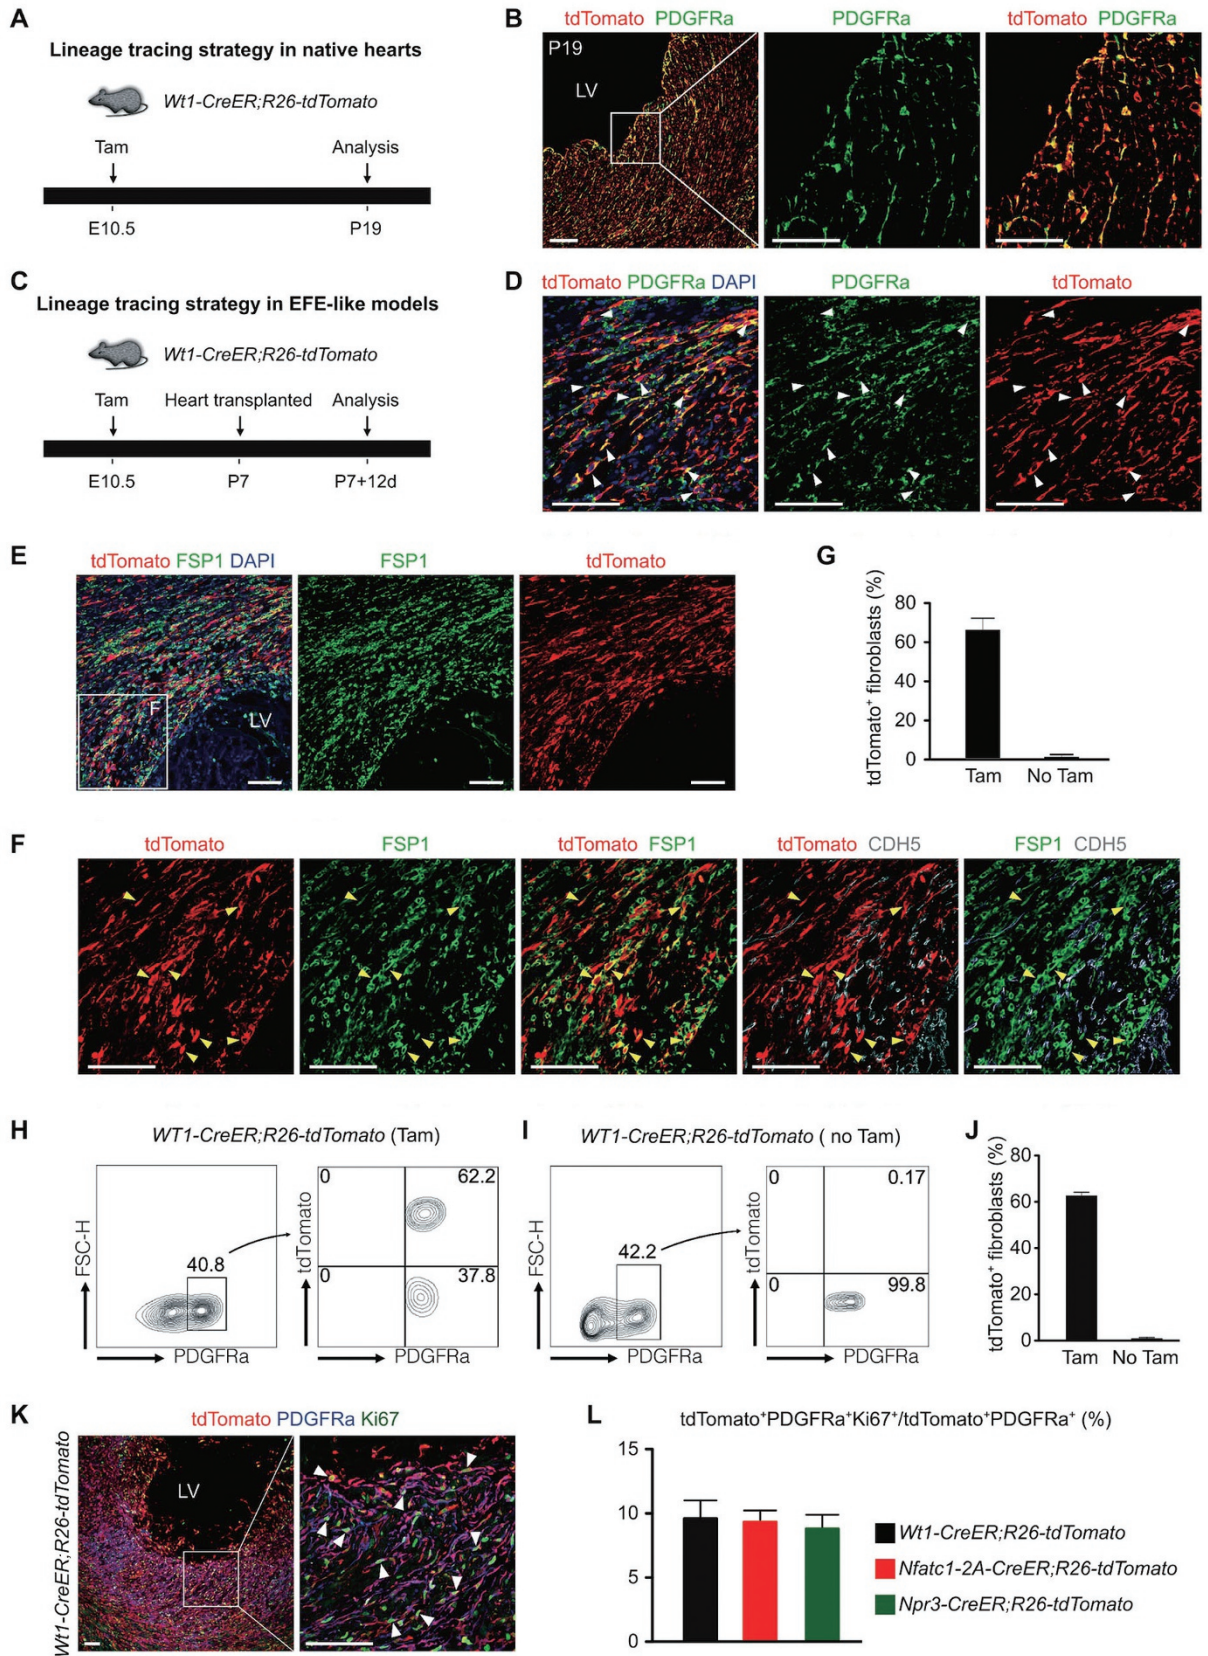 A
Lineage tracing strategy in native hearts
Wt1-CreER;R26-tdTomato
Tam Analysis
E10.5 P19
B
tdTomato PDGFRa
PDGFRa
tdTomato PDGFRa
P19
LV
C
Lineage tracing strategy in EFE-like models
Wt1-CreER;R26-tdTomato
Tam Heart transplanted Analysis
E10.5 P7 P7+12d
D
tdTomato PDGFRa DAPI
PDGFRa
tdTomato
E
tdTomato FSP1 DAPI
FSP1
tdTomato
F
LV
G
tdTomato⁺ fibroblasts (%)
80
60
40
20
0
Tam No Tam
F
tdTomato
FSP1
tdTomato FSP1
tdTomato CDH5
FSP1 CDH5
H
WT1-CreER;R26-tdTomato (Tam)
FSC-H
40.8
PDGFRa
tdTomato
0 62.2
0 37.8
PDGFRa
I
WT1-CreER;R26-tdTomato ( no Tam)
FSC-H
42.2
PDGFRa
tdTomato
0 0.17
0 99.8
PDGFRa
J
tdTomato⁺ fibroblasts (%)
80
60
40
20
0
Tam No Tam
K
tdTomato PDGFRa Ki67
Wt1-CreER;R26-tdTomato
LV
L
tdTomato⁺PDGFRa⁺Ki67⁺/tdTomato⁺PDGFRa⁺ (%)
15
10
5
0
Wt1-CreER;R26-tdTomato
Nfatc1-2A-CreER;R26-tdTomato
Npr3-CreER;R26-tdTomato